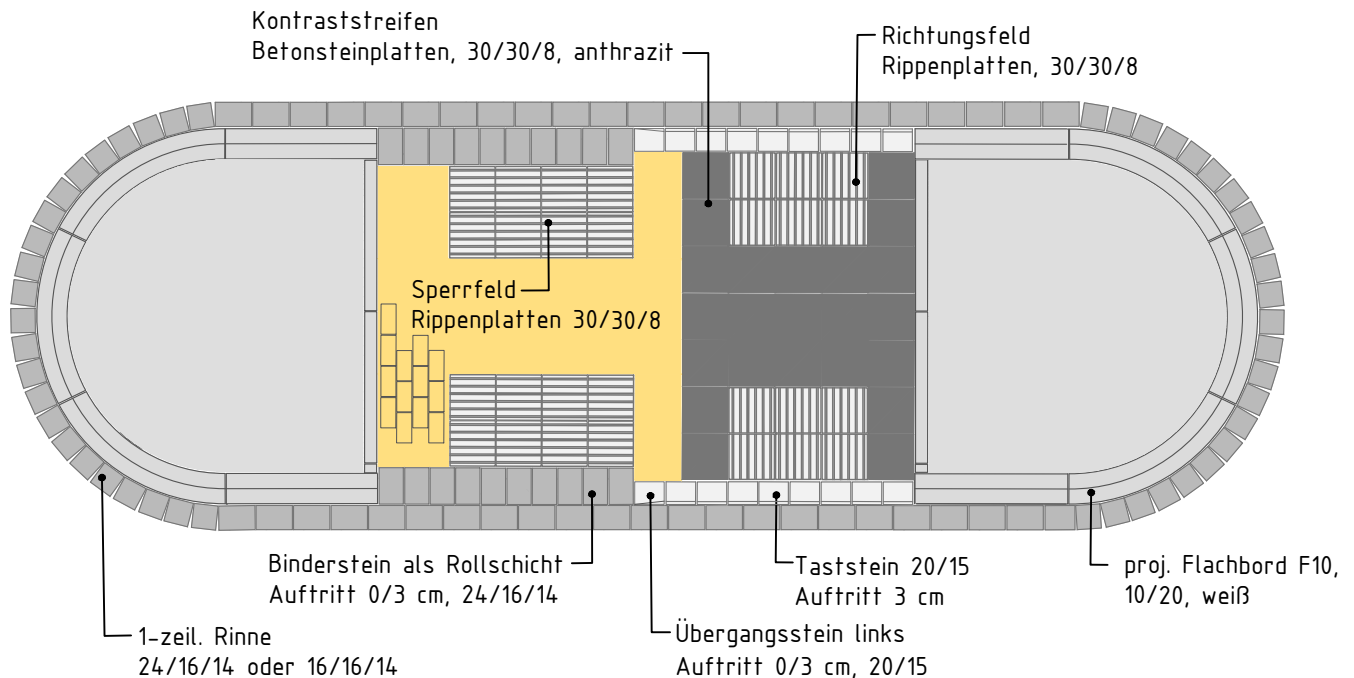 Kontraststreifen
Betonsteinplatten, 30/30/8, anthrazit
Richtungsfeld
Rippenplatten, 30/30/8
Sperrfeld
Rippenplatten 30/30/8
Binderstein als Rollschicht
Auftritt 0/3 cm, 24/16/14
Taststein 20/15
Auftritt 3 cm
proj. Flachbord F10,
10/20, weiß
1-zeil. Rinne
24/16/14 oder 16/16/14
Übergangsstein links
Auftritt 0/3 cm, 20/15